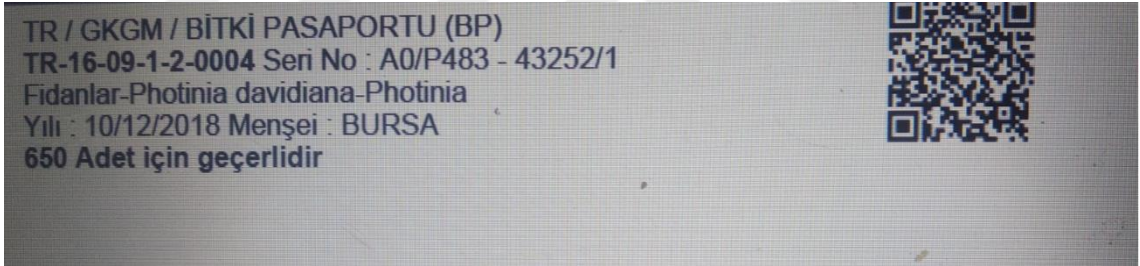 TR / GKGM / BİTKİ PASAPORTU (BP)
TR-16-09-1-2-0004 Seri No : A0/P483 - 43252/1
Fidanlar-Photinia davidiana-Photinia
Yılı : 10/12/2018 Menşei : BURSA
650 Adet için geçerlidir